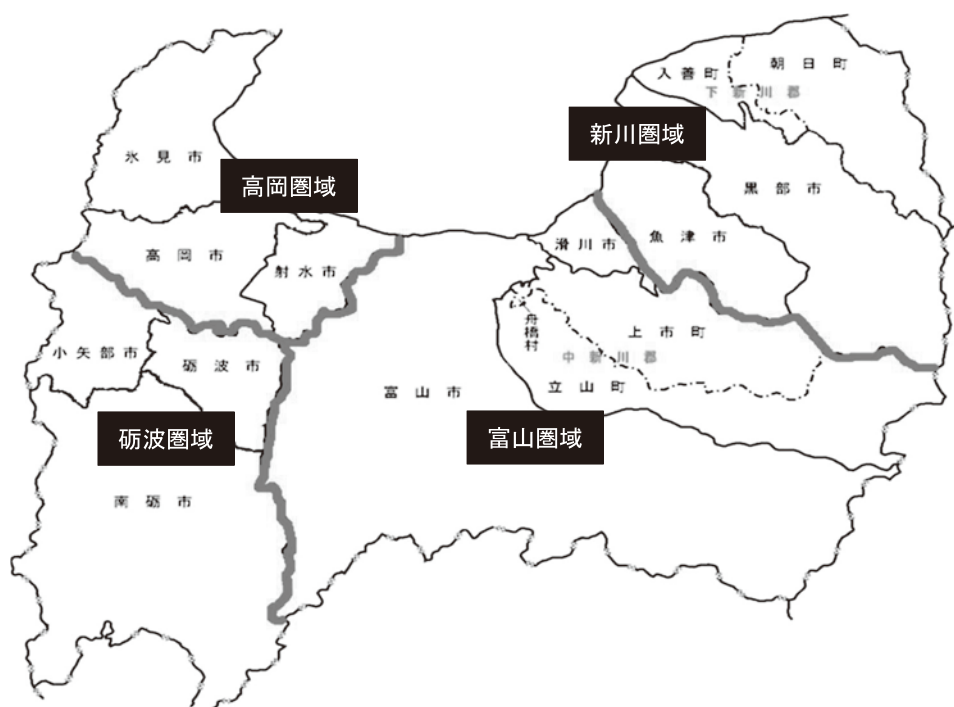 入善町
朝日町
下新川郡
新川圏域
氷見市
高岡圏域
黒部市
高岡市
射水市
滑川市
魚津市
舟橋村
上市町
小矢部市
砺波市
中新川郡
富山市
立山町
砺波圏域
富山圏域
南砺市